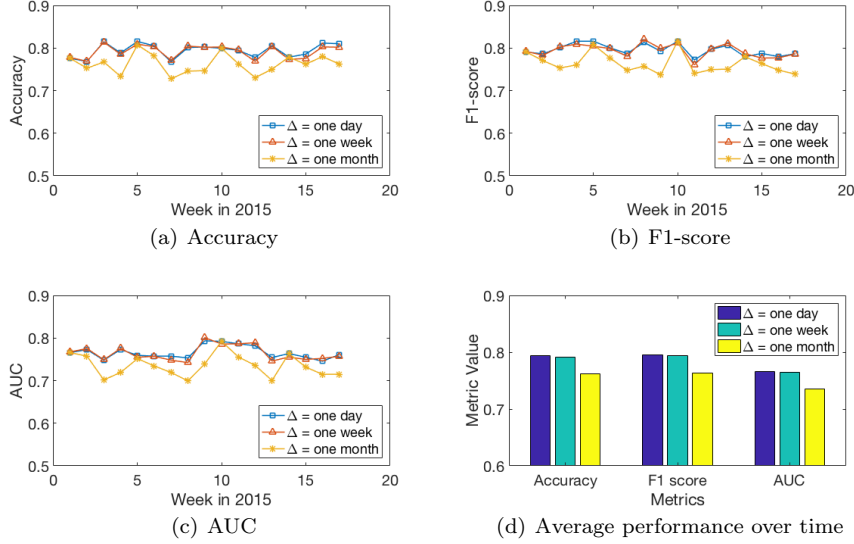 0.9
0.8
0.7
0.6
0.5
Accuracy
Δ = one day
Δ = one week
Δ = one month
0 5 10 15 20
Week in 2015
(a) Accuracy
0.9
0.8
0.7
0.6
0.5
F1-score
Δ = one day
Δ = one week
Δ = one month
0 5 10 15 20
Week in 2015
(b) F1-score
0.9
0.8
0.7
0.6
0.5
AUC
Δ = one day
Δ = one week
Δ = one month
0 5 10 15 20
Week in 2015
(c) AUC
0.9
0.8
0.7
0.6
Metric Value
Δ = one day
Δ = one week
Δ = one month
Accuracy F1 score AUC
Metrics
(d) Average performance over time